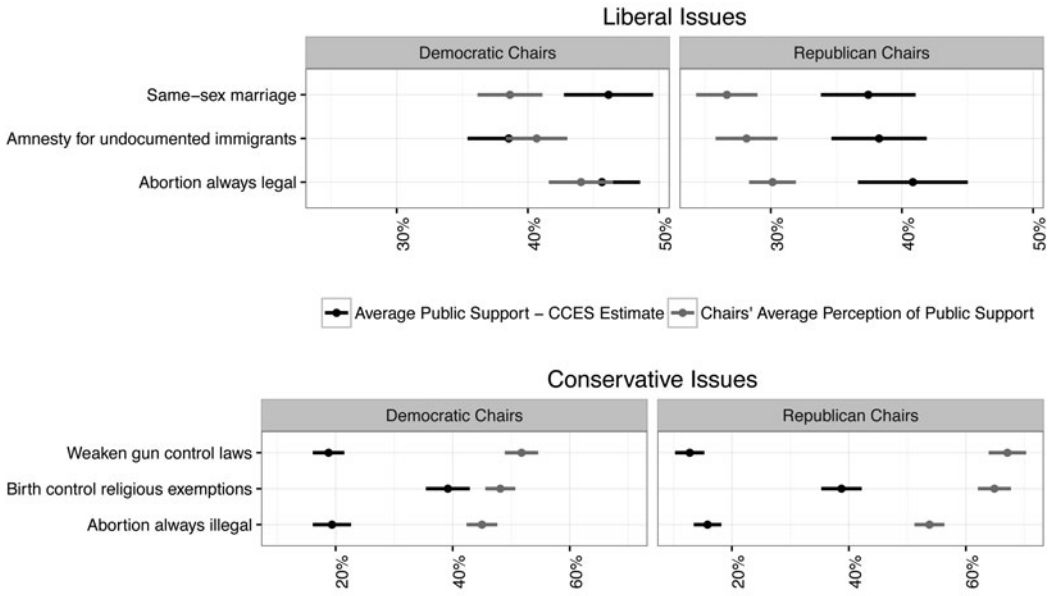 Liberal Issues
Democratic Chairs
Republican Chairs
Same−sex marriage
Amnesty for undocumented immigrants
Abortion always legal
30%
40%
50%
30%
40%
50%
Average Public Support − CCES Estimate
Chairs' Average Perception of Public Support
Conservative Issues
Democratic Chairs
Republican Chairs
Weaken gun control laws
Birth control religious exemptions
Abortion always illegal
20%
40%
60%
20%
40%
60%